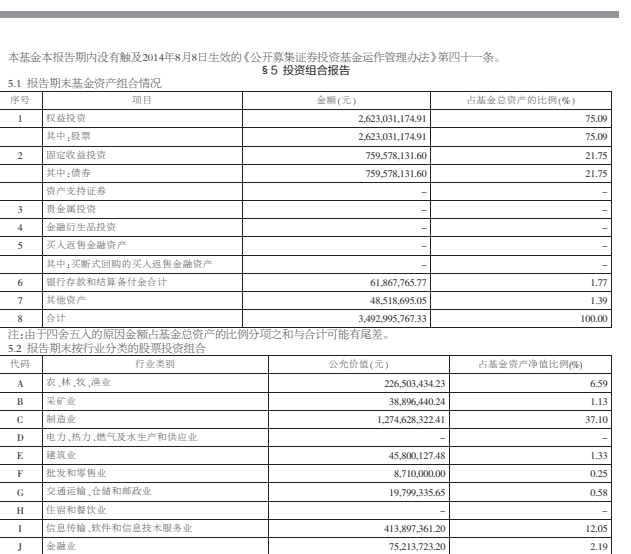 本基金本报告期内没有触及2014年8月8日生效的《公开募集证券投资基金运作管理办法》第四十一条。
§5 投资组合报告
5.1 报告期末基金资产组合情况
序号 项目 金额(元) 占基金总资产的比例(%)
1 权益投资 2,623,031,174.91 75.09
其中:股票 2,623,031,174.91 75.09
2 固定收益投资 759,578,131.60 21.75
其中:债券 759,578,131.60 21.75
资产支持证券 – –
3 贵金属投资 – –
4 金融衍生品投资 – –
5 买入返售金融资产 – –
其中:买断式回购的买入返售金融资产 – –
6 银行存款和结算备付金合计 61,867,765.77 1.77
7 其他资产 48,518,695.05 1.39
8 合计 3,492,995,767.33 100.00
注:由于四舍五入的原因金额占基金总资产的比例分项之和与合计可能有尾差。
5.2 报告期末按行业分类的股票投资组合
代码 行业类别 公允价值(元) 占基金资产净值比例(%)
A 农、林、牧、渔业 226,503,434.23 6.59
B 采矿业 38,896,440.24 1.13
C 制造业 1,274,628,322.41 37.10
D 电力、热力、燃气及水生产和供应业 – –
E 建筑业 45,800,127.48 1.33
F 批发和零售业 8,710,000.00 0.25
G 交通运输、仓储和邮政业 19,799,335.65 0.58
H 住宿和餐饮业 – –
I 信息传输、软件和信息技术服务业 413,897,361.20 12.05
J 金融业 75,213,723.20 2.19